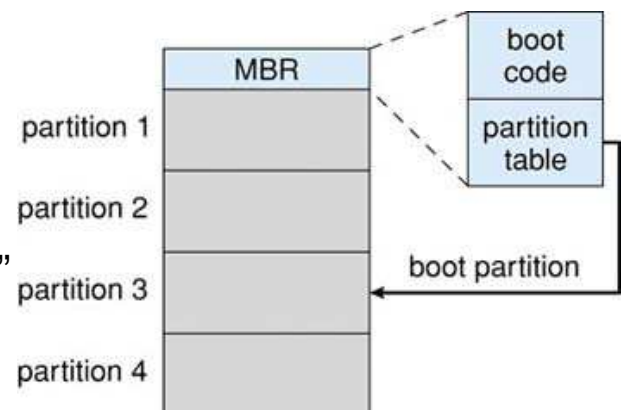 MBR
boot
code
partition
table
partition 1
partition 2
”
partition 3
boot partition
partition 4